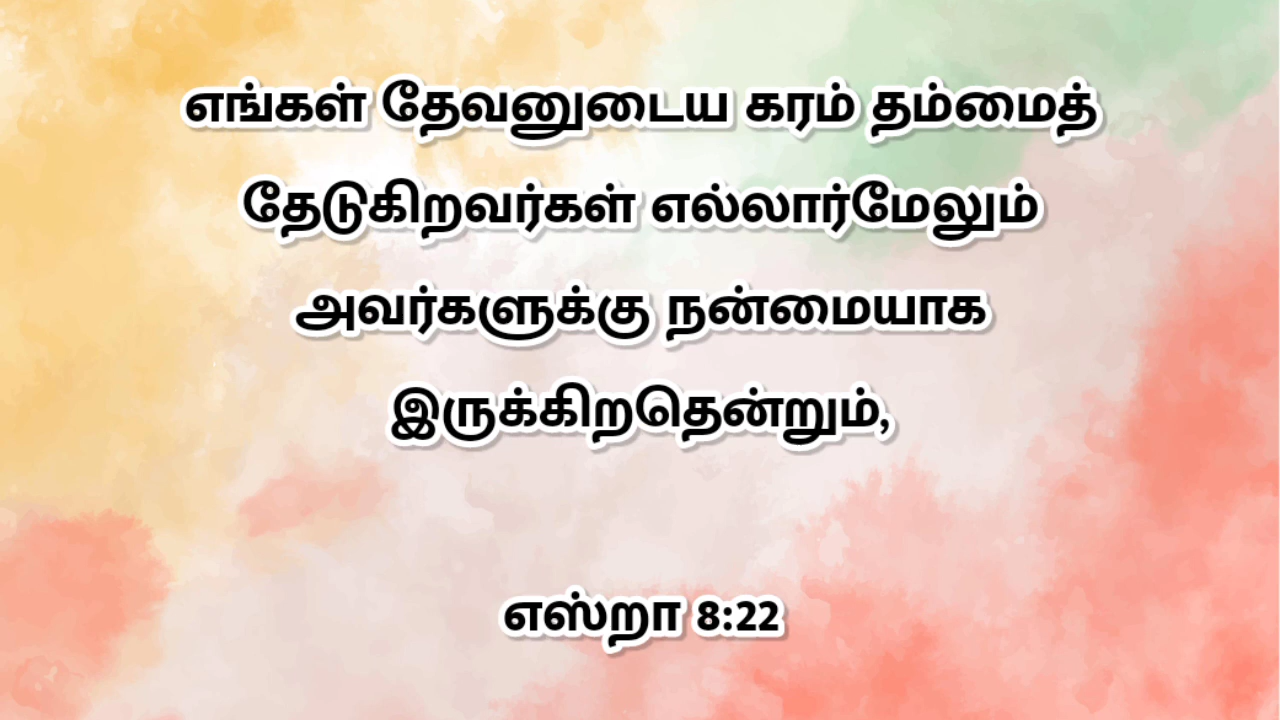 எங்கள் தேவனுடைய கரம் தம்மைத்
தேடுகிறவர்கள் எல்லார்மேலும்
அவர்களுக்கு நன்மையாக
இருக்கிறதென்றும்,
எஸ்றா 8:22